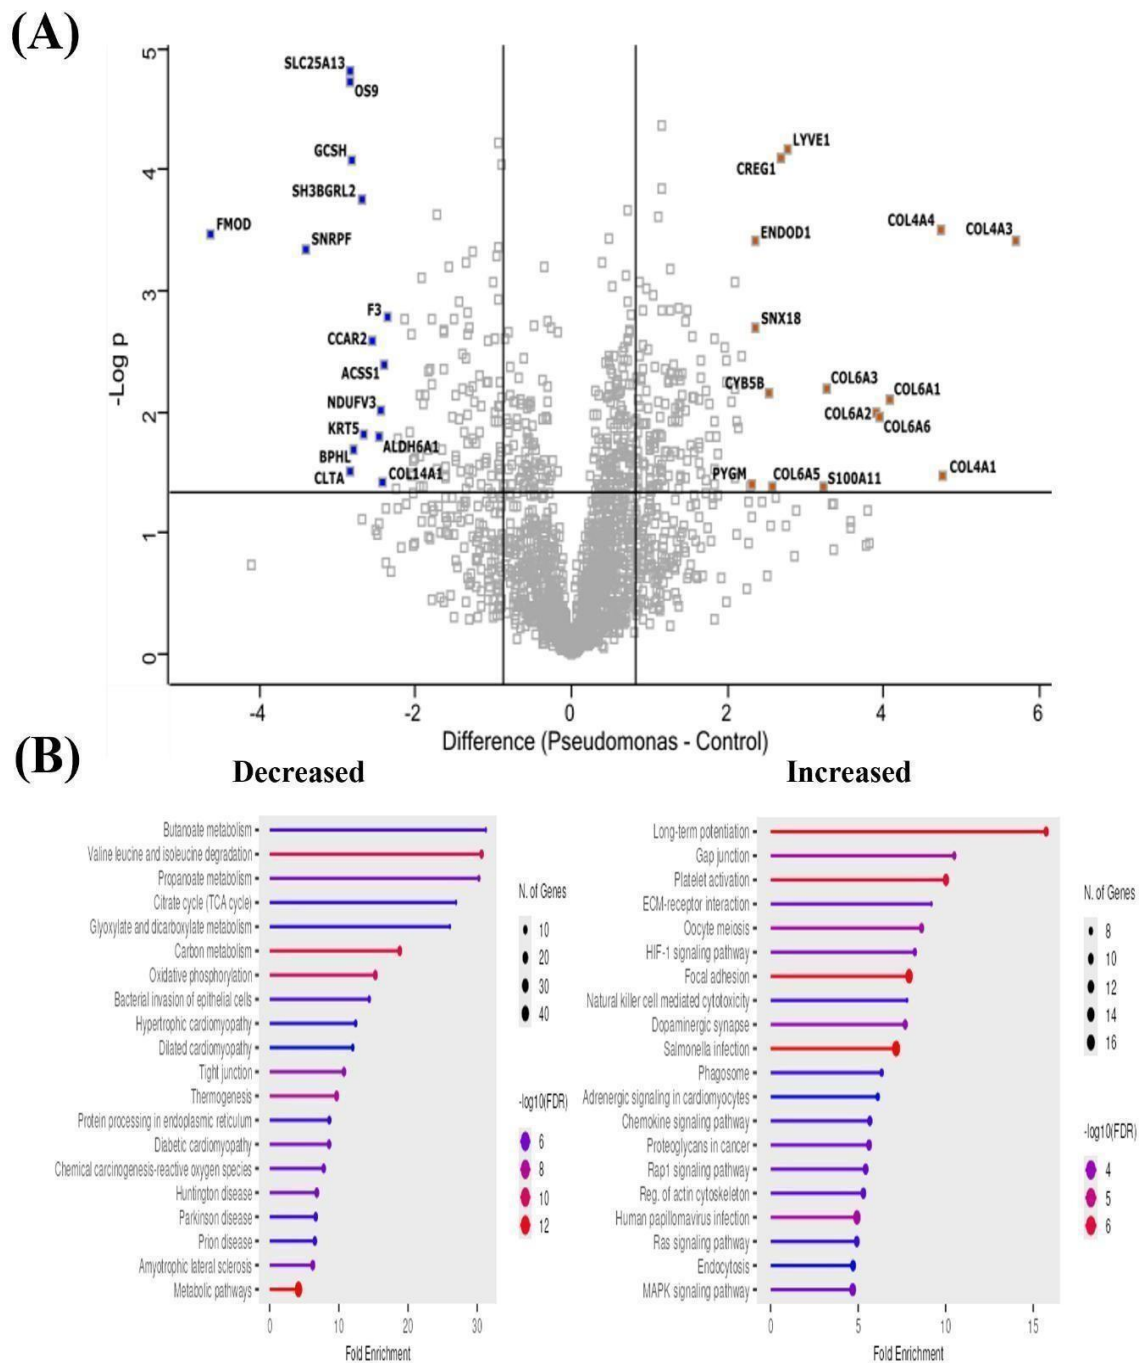 (A)
-Log p
5
4
3
2
1
0
SLC25A13
OS9
GCSH
SH3BGRL2
FMOD
SNRPF
F3
CCAR2
ACSS1
NDUFV3
KRT5
ALDH6A1
BPHL
CLTA
COL14A1
LYVE1
CREG1
ENDOD1
COL4A4
COL4A3
SNX18
CYB5B
COL6A3
COL6A1
COL6A2
COL6A6
PYGM
COL6A5
S100A11
COL4A1
-4
-2
0
2
4
6
Difference (Pseudomonas - Control)
(B)
Decreased
Butanoate metabolism
Valine leucine and isoleucine degradation
Propanoate metabolism
Citrate cycle (TCA cycle)
Glyoxylate and dicarboxylate metabolism
Carbon metabolism
Oxidative phosphorylation
Bacterial invasion of epithelial cells
Hypertrophic cardiomyopathy
Dilated cardiomyopathy
Tight junction
Thermogenesis
Protein processing in endoplasmic reticulum
Diabetic cardiomyopathy
Chemical carcinogenesis-reactive oxygen species
Huntington disease
Parkinson disease
Prion disease
Amyotrophic lateral sclerosis
Metabolic pathways
0
10
20
30
Fold Enrichment
N. of Genes
10
20
30
40
-log10(FDR)
6
8
10
12
Increased
Long-term potentiation
Gap junction
Platelet activation
ECM-receptor interaction
Oocyte meiosis
HIF-1 signaling pathway
Focal adhesion
Natural killer cell mediated cytotoxicity
Dopaminergic synapse
Salmonella infection
Phagosome
Adrenergic signaling in cardiomyocytes
Chemokine signaling pathway
Proteoglycans in cancer
Rap1 signaling pathway
Reg. of actin cytoskeleton
Human papillomavirus infection
Ras signaling pathway
Endocytosis
MAPK signaling pathway
0
5
10
15
Fold Enrichment
N. of Genes
8
10
12
14
16
-log10(FDR)
4
5
6